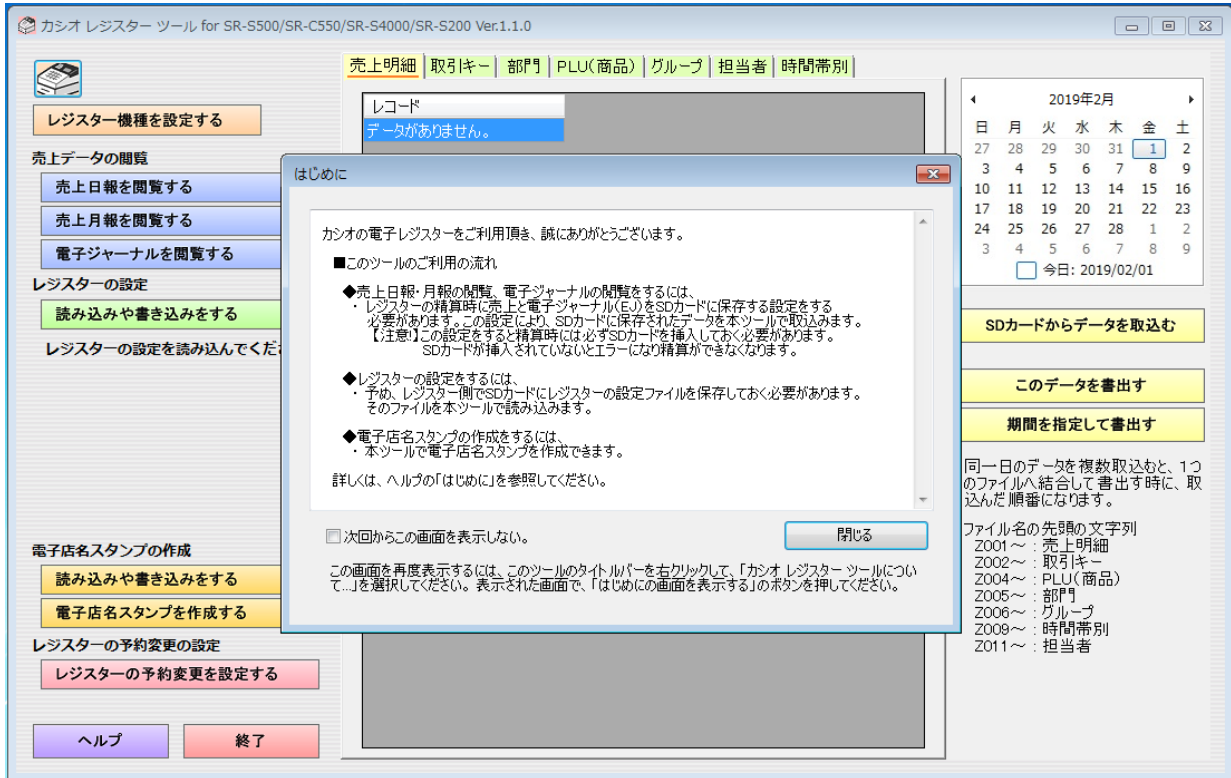 カシオ レジスター ツール for SR-S500/SR-C550/SR-S4000/SR-S200 Ver.1.1.0
レジスター機種を設定する
売上データの閲覧
売上日報を閲覧する
売上月報を閲覧する
電子ジャーナルを閲覧する
レジスターの設定
読み込みや書き込みをする
レジスターの設定を読み込んでくだ
電子店名スタンプの作成
読み込みや書き込みをする
電子店名スタンプを作成する
レジスターの予約変更の設定
レジスターの予約変更を設定する
ヘルプ 終了
売上明細 取引キー 部門 PLU(商品) グループ 担当者 時間帯別
レコード
データがありません。
はじめに
カシオの電子レジスターをご利用頂き、誠にありがとうございます。
■このツールのご利用の流れ
◆売上日報・月報の閲覧、電子ジャーナルの閲覧をするには、
・ レジスターの精算時に売上と電子ジャーナル(EJ)をSDカードに保存する設定をする
必要があります。この設定により、SDカードに保存されたデータを本ツールで取込みます。
【注意!】この設定をすると精算時には必ずSDカードを挿入しておく必要があります。
SDカードが挿入されていないとエラーになり精算ができなくなります。
◆レジスターの設定をするには、
・ 予め、レジスター側でSDカードにレジスターの設定ファイルを保存しておく必要があります。
そのファイルを本ツールで読み込みます。
◆電子店名スタンプの作成をするには、
・ 本ツールで電子店名スタンプを作成できます。
詳しくは、ヘルプの「はじめに」を参照してください。
次回からこの画面を表示しない。
閉じる
この画面を再度表示するには、このツールのタイトルバーを右クリックして、「カシオ レジスター ツールについ
て...」を選択してください。表示された画面で、「はじめにの画面を表示する」のボタンを押してください。
2019年2月
日 月 火 水 木 金 土
27 28 29 30 31 1 2
3 4 5 6 7 8 9
10 11 12 13 14 15 16
17 18 19 20 21 22 23
24 25 26 27 28 1 2
3 4 5 6 7 8 9
今日: 2019/02/01
SDカードからデータを取込む
このデータを書出す
期間を指定して書出す
同一日のデータを複数取込むと、1つ
のファイルへ結合して書出す時に、取
込んだ順番になります。
ファイル名の先頭の文字列
Z001～：売上明細
Z002～：取引キー
Z004～：PLU(商品)
Z005～：部門
Z006～：グループ
Z009～：時間帯別
Z011～：担当者